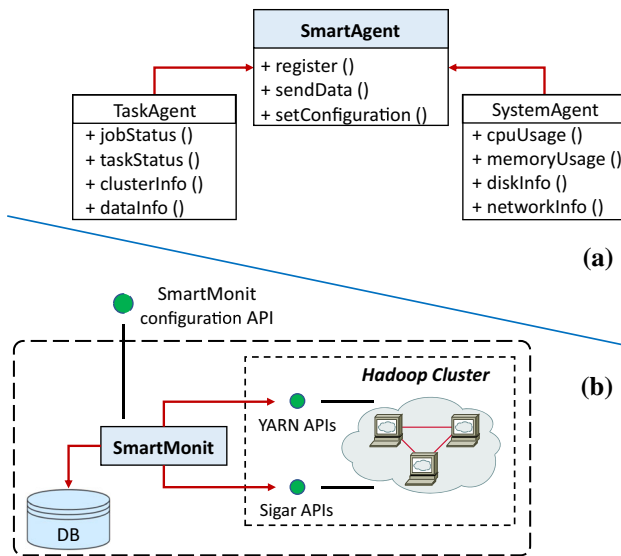 SmartAgent
+ register ()
+ sendData ()
+ setConfiguration ()
TaskAgent
+ jobStatus ()
+ taskStatus ()
+ clusterInfo ()
+ dataInfo ()
SystemAgent
+ cpuUsage ()
+ memoryUsage ()
+ diskInfo ()
+ networkInfo ()
(a)
SmartMonit
configuration API
(b)
Hadoop Cluster
YARN APIs
SmartMonit
Sigar APIs
DB